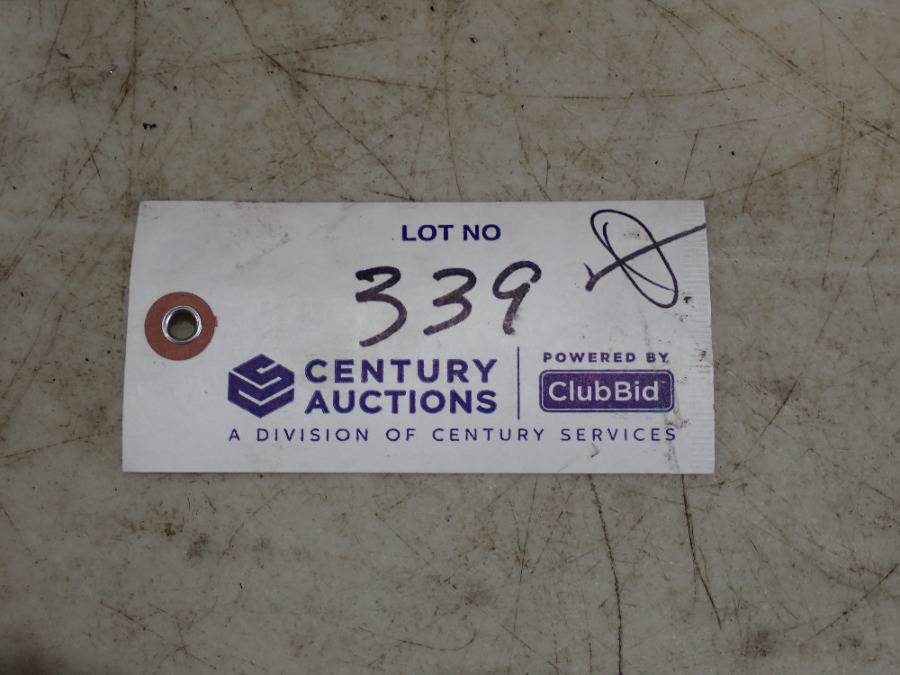 LOT NO
339
CENTURY
AUCTIONS
POWERED BY
ClubBid
A DIVISION OF CENTURY SERVICES